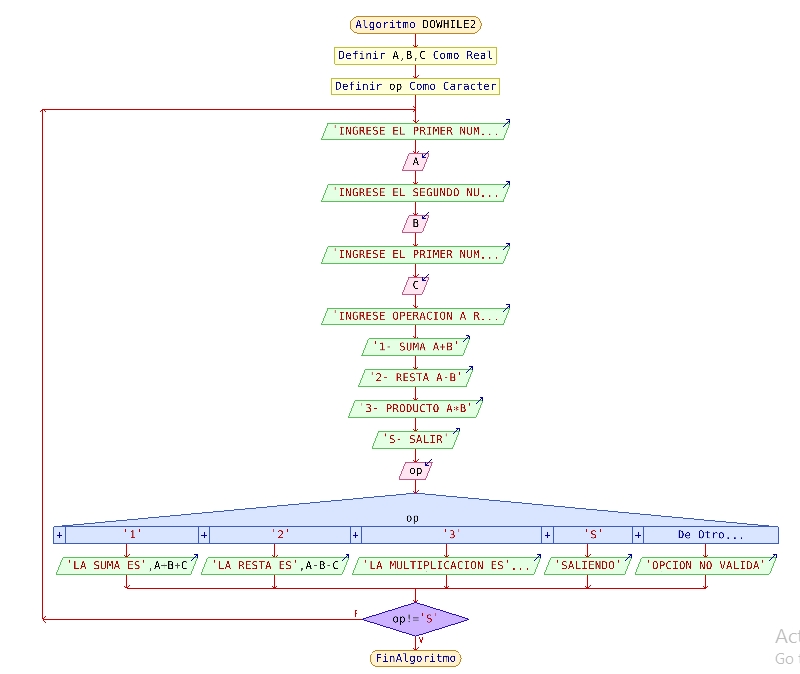 Algoritmo DOWHILE2
Definir A,B,C Como Real
Definir op Como Caracter
'INGRESE EL PRIMER NUM...
A
'INGRESE EL SEGUNDO NU...
B
'INGRESE EL PRIMER NUM...
C
'INGRESE OPERACION A R...
'1- SUMA A+B'
'2- RESTA A-B'
'3- PRODUCTO A*B'
'S- SALIR'
op
op
+ '1' + '2' + '3' + 'S' + De Otro...
'LA SUMA ES',A+B+C 'LA RESTA ES',A-B-C 'LA MULTIPLICACION ES'... 'SALIENDO' 'OPCION NO VALIDA'
F
op!='S'
V
FinAlgoritmo
Act
Go t